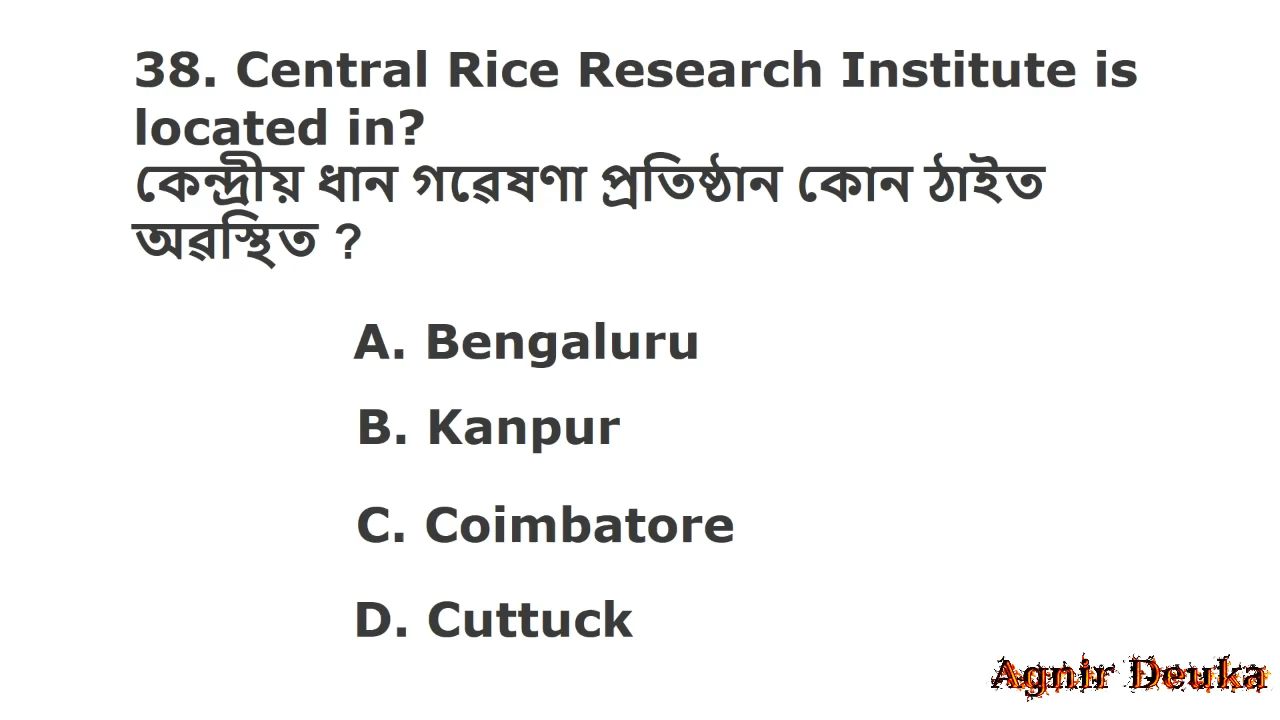 38. Central Rice Research Institute is
located in?
কেন্দ্ৰীয় ধান গৱেষণা প্ৰতিষ্ঠান কোন ঠাইত
অৱস্থিত ?
A. Bengaluru
B. Kanpur
C. Coimbatore
D. Cuttuck
Agnir Deuka